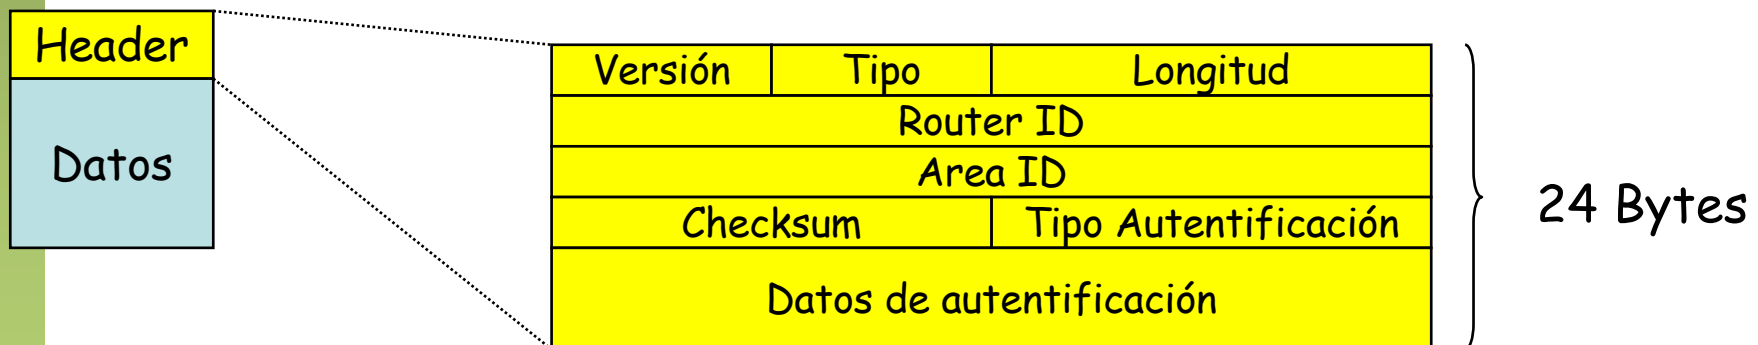 Header
Datos
Versión Tipo Longitud
Router ID
Area ID
Checksum Tipo Autentificación
Datos de autentificación
24 Bytes